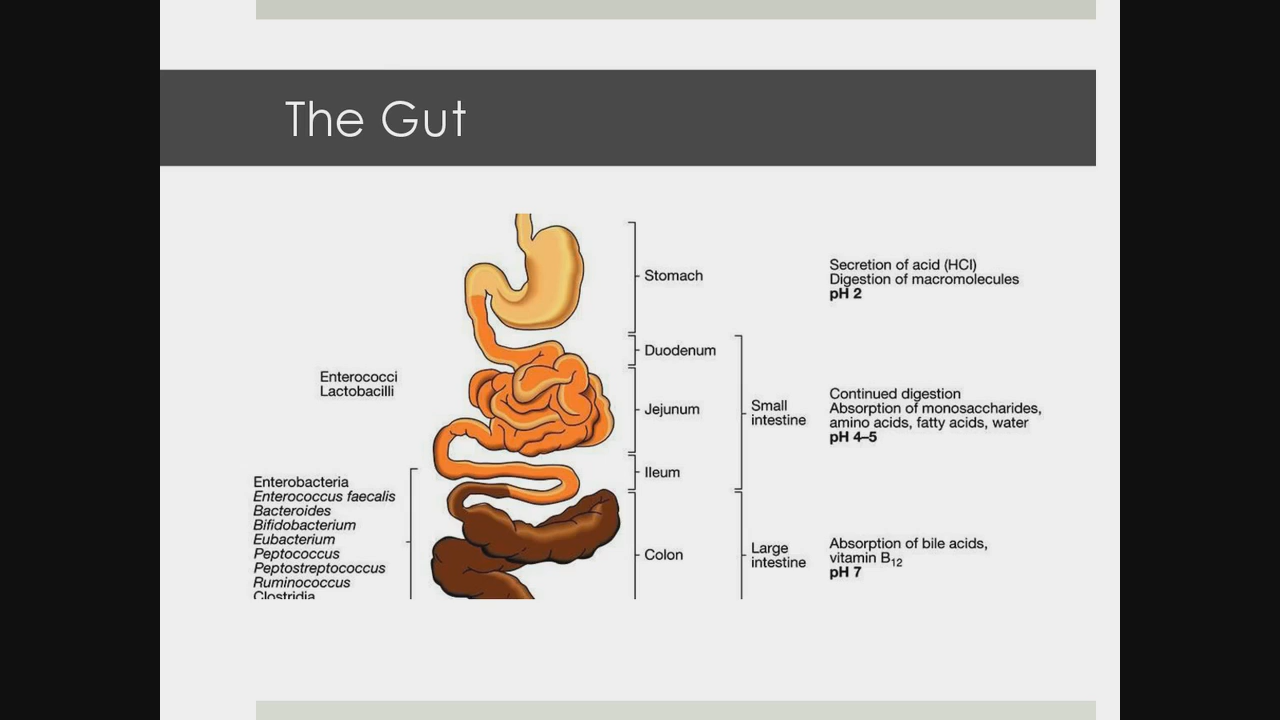 The Gut
Stomach
Secretion of acid (HCl)
Digestion of macromolecules
pH 2
Duodenum
Enterococci
Lactobacilli
Jejunum
Small
intestine
Continued digestion
Absorption of monosaccharides,
amino acids, fatty acids, water
pH 4–5
Ileum
Enterobacteria
Enterococcus faecalis
Bacteroides
Bifidobacterium
Eubacterium
Peptococcus
Peptostreptococcus
Ruminococcus
Clostridia
Colon
Large
intestine
Absorption of bile acids,
vitamin B12
pH 7